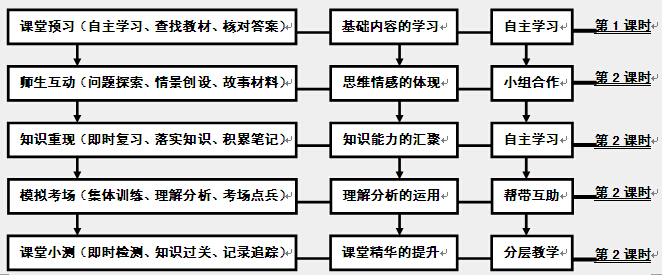 课堂预习（自主学习、查找教材、核对答案） 基础内容的学习 自主学习 第 1 课时
师生互动（问题探索、情景创设、故事材料） 思维情感的体现 小组合作 第 2 课时
知识重现（即时复习、落实知识、积累笔记） 知识能力的汇聚 自主学习 第 2 课时
模拟考场（集体训练、理解分析、考场点兵） 理解分析的运用 帮带互助 第 2 课时
课堂小测（即时检测、知识过关、记录追踪） 课堂精华的提升 分层教学 第 2 课时